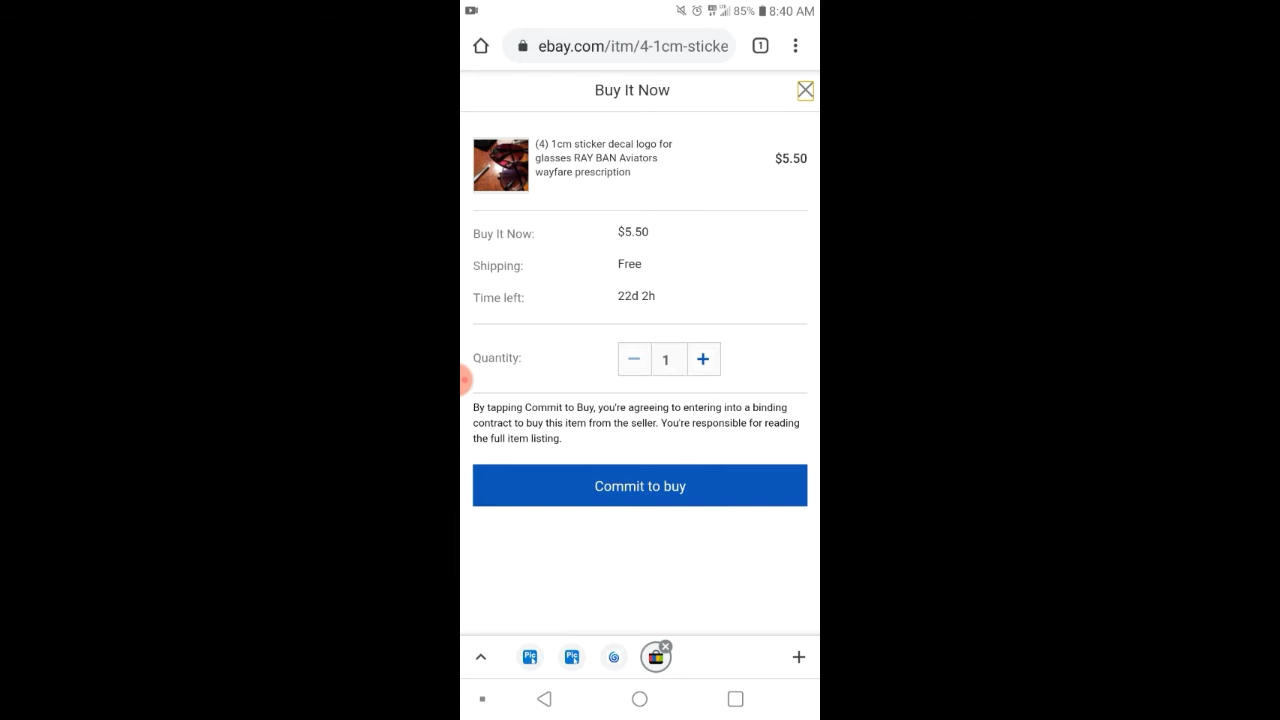 85% 8:40 AM
ebay.com/itm/4-1cm-sticke
1
Buy It Now
(4) 1cm sticker decal logo for
glasses RAY BAN Aviators
wayfare prescription
$5.50
Buy It Now: $5.50
Shipping: Free
Time left: 22d 2h
Quantity: 1
By tapping Commit to Buy, you're agreeing to entering into a binding
contract to buy this item from the seller. You're responsible for reading
the full item listing.
Commit to buy
Pic Pic